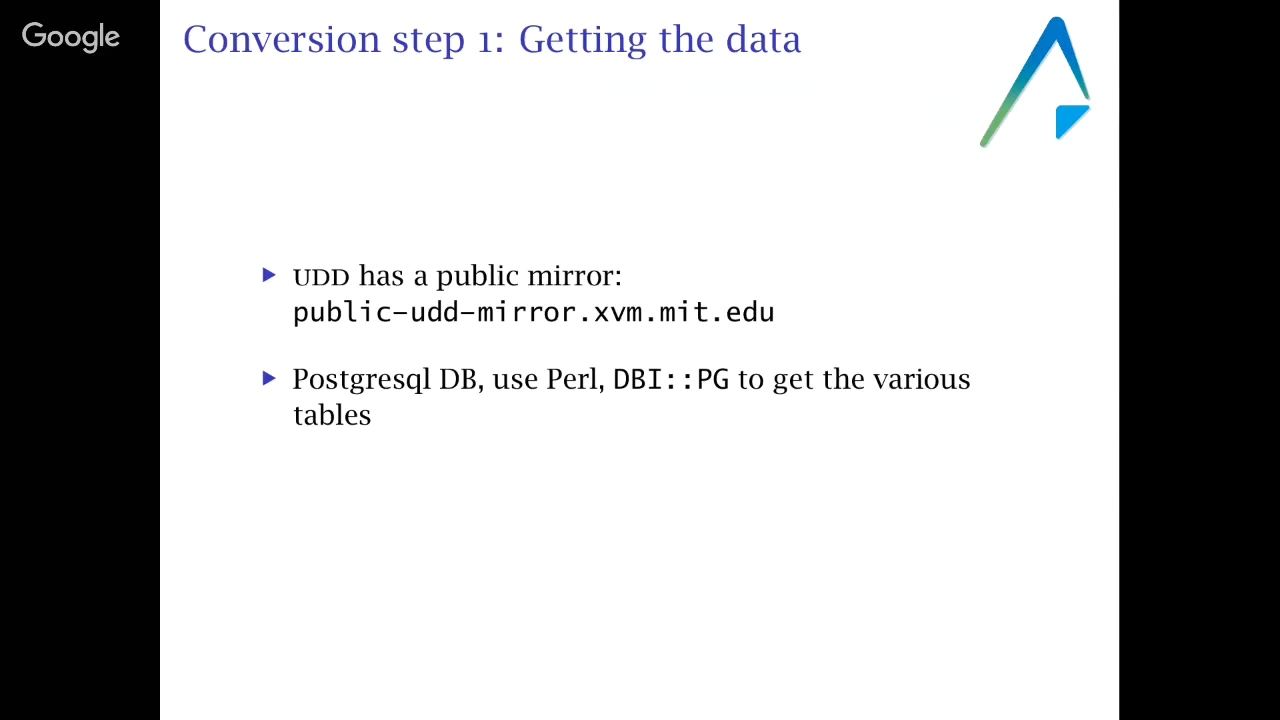 Google
Conversion step 1: Getting the data
▶ UDD has a public mirror:
public-udd-mirror.xvm.mit.edu
▶ Postgresql DB, use Perl, DBI::PG to get the various
tables